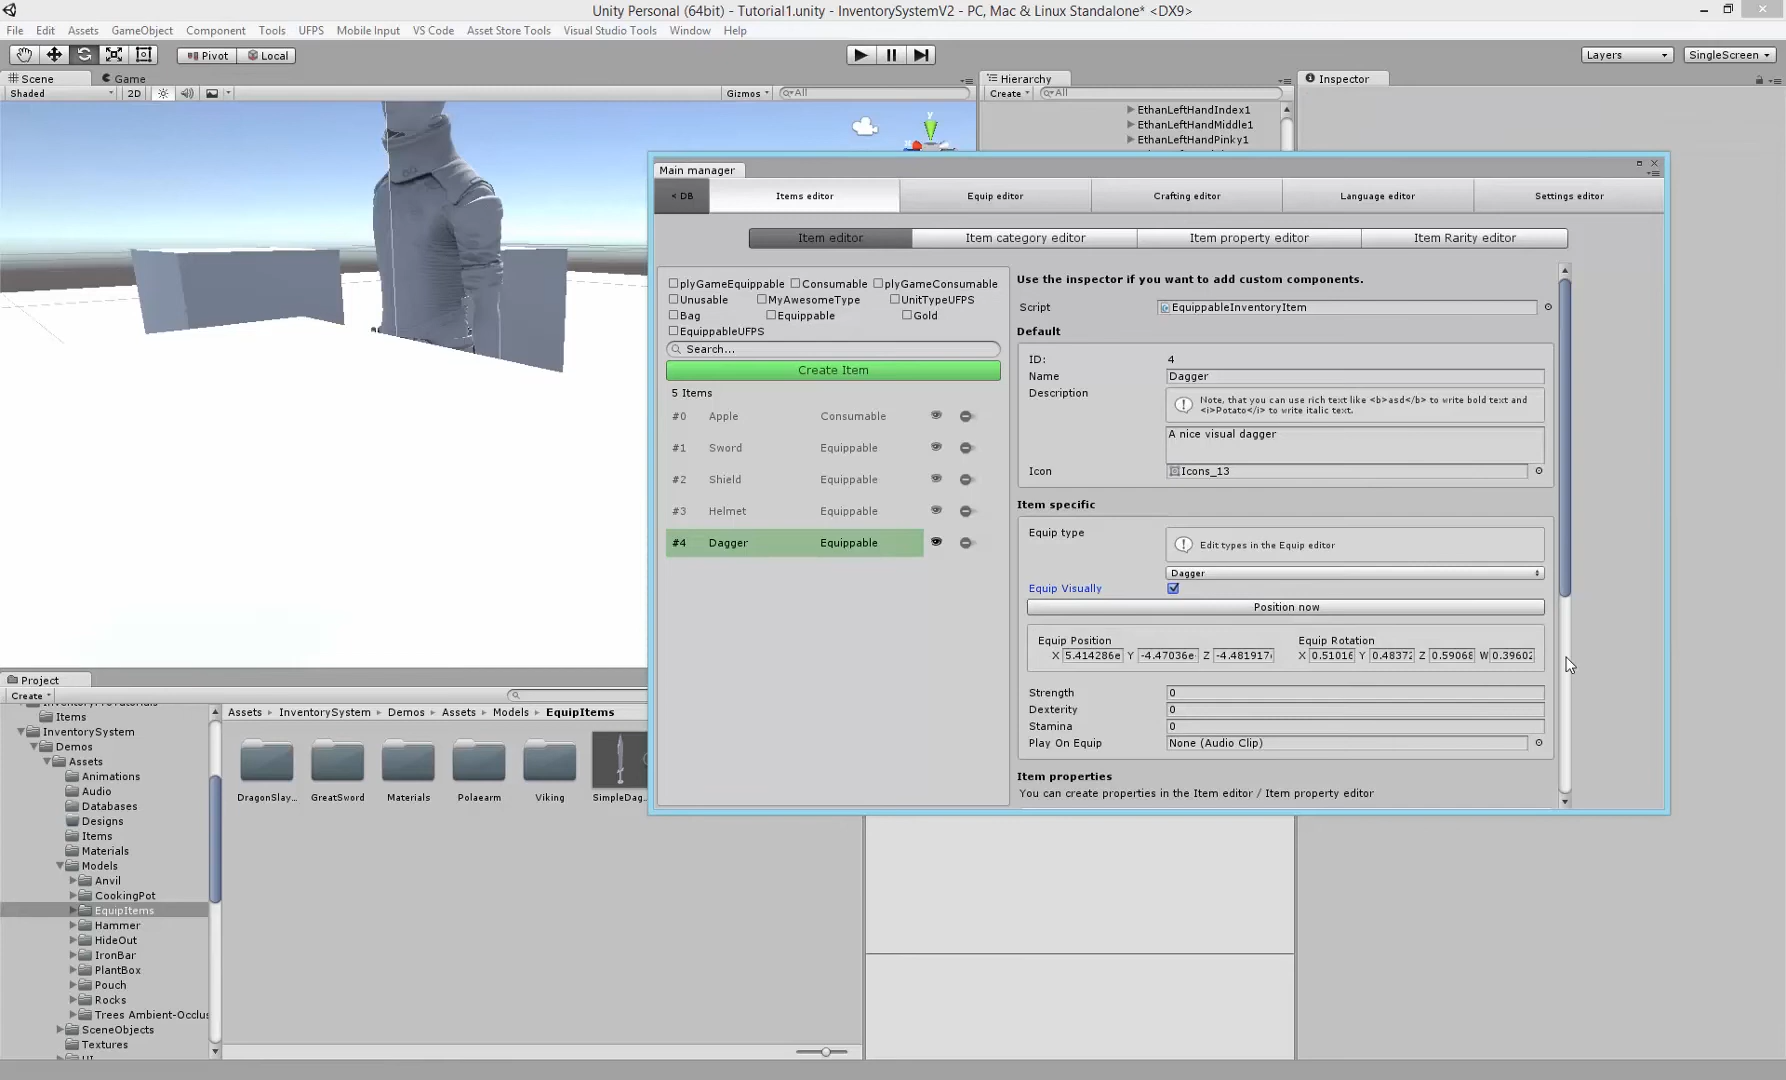 Unity Personal (64bit) - Tutorial1.unity - InventorySystemV2 - PC, Mac & Linux Standalone* <DX9>
File Edit Assets GameObject Component Tools UFPS Mobile Input VS Code Asset Store Tools Visual Studio Tools Window Help
Pivot Local Layers SingleScreen
Scene Game Hierarchy Inspector
Shaded 2D Gizmos All Create All
EthanLeftHandIndex1
EthanLeftHandMiddle1
EthanLeftHandPinky1
Main manager
< DB Items editor Equip editor Crafting editor Language editor Settings editor
Item editor Item category editor Item property editor Item Rarity editor
plyGameEquippable Consumable plyGameConsumable
Unusable MyAwesomeType UnitTypeUFPS
Bag Equippable Gold
EquippableUFPS
Search...
Create Item
5 Items
#0 Apple Consumable
#1 Sword Equippable
#2 Shield Equippable
#3 Helmet Equippable
#4 Dagger Equippable
Use the inspector if you want to add custom components.
Script EquippableInventoryItem
Default
ID: 4
Name Dagger
Description Note, that you can use rich text like <b>asd</b> to write bold text and
<i>Potato</i> to write italic text.
A nice visual dagger
Icon Icons_13
Item specific
Equip type Edit types in the Equip editor
Dagger
Equip Visually
Position now
Equip Position Equip Rotation
X 5.414286e Y -4.47036e Z -4.481917 X 0.51016 Y 0.48372 Z 0.59068 W 0.39602
Strength 0
Dexterity 0
Stamina 0
Play On Equip None (Audio Clip)
Item properties
You can create properties in the Item editor / Item property editor
Project
Create
Items
InventorySystem
Demos
Assets
Animations
Audio
Databases
Designs
Items
Materials
Models
Anvil
CookingPot
EquipItems
Hammer
HideOut
IronBar
PlantBox
Pouch
Rocks
Trees Ambient-Occlus
SceneObjects
Textures
Assets InventorySystem Demos Assets Models EquipItems
DragonSlay... GreatSword Materials Polaearm Viking SimpleDag